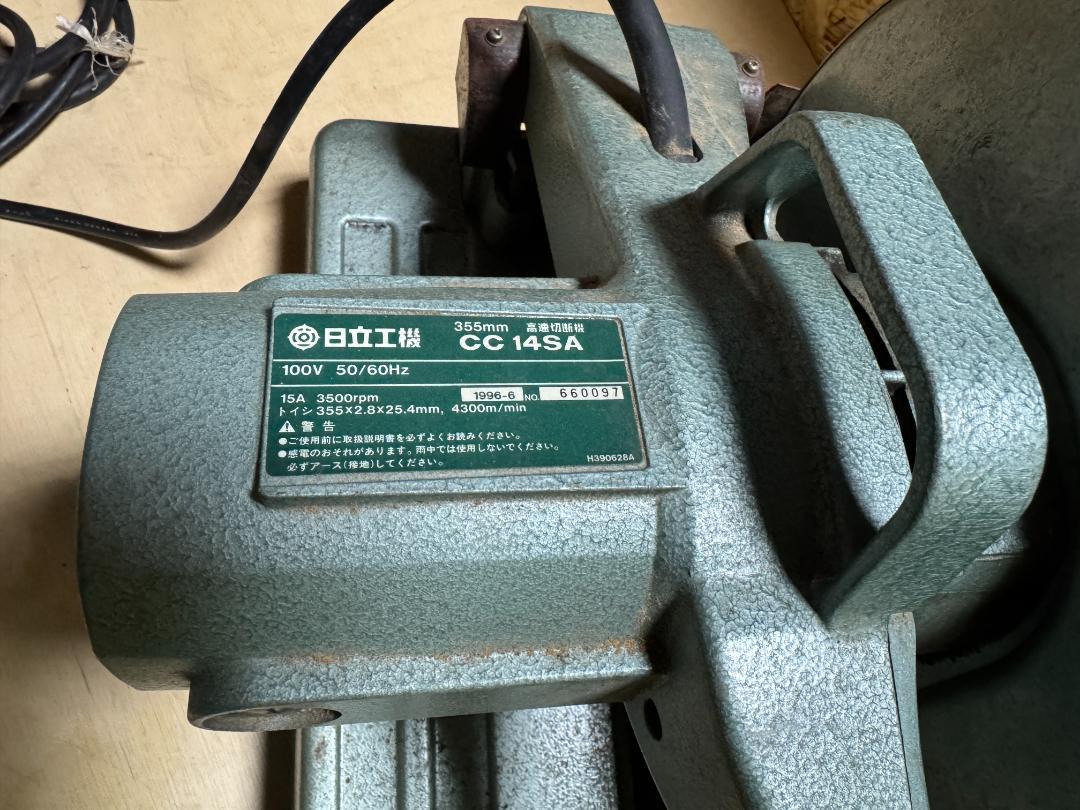 日立工機 355mm 高速切断機
CC 14SA
100V 50/60Hz
15A 3500rpm 1996-6 NO. 660097
トイシ 355×2.8×25.4mm, 4300m/min
⚠ 警告
●ご使用前に取扱説明書を必ずよくお読みください。
●感電のおそれがあります。雨中では使用しないでください。
必ずアース(接地)してください。
H390628A